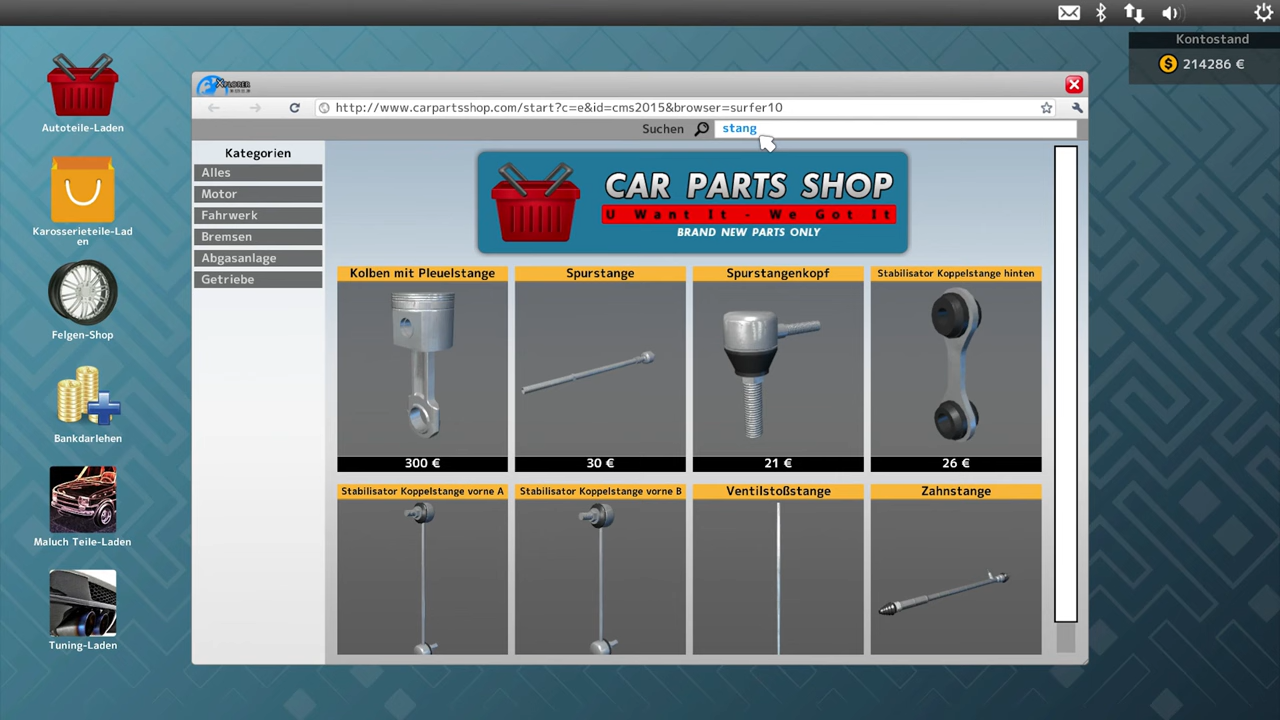 Kontostand
214286 €
Autoteile-Laden
Karosserieteile-Lad
en
Felgen-Shop
Bankdarlehen
Maluch Teile-Laden
Tuning-Laden
XPLORER
http://www.carpartsshop.com/start?c=e&id=cms2015&browser=surfer10
Suchen stang
Kategorien
Alles
Motor
Fahrwerk
Bremsen
Abgasanlage
Getriebe
CAR PARTS SHOP
U Want It - We Got It
BRAND NEW PARTS ONLY
Kolben mit Pleuelstange
300 €
Spurstange
30 €
Spurstangenkopf
21 €
Stabilisator Koppelstange hinten
26 €
Stabilisator Koppelstange vorne A
Stabilisator Koppelstange vorne B
Ventilstoßstange
Zahnstange